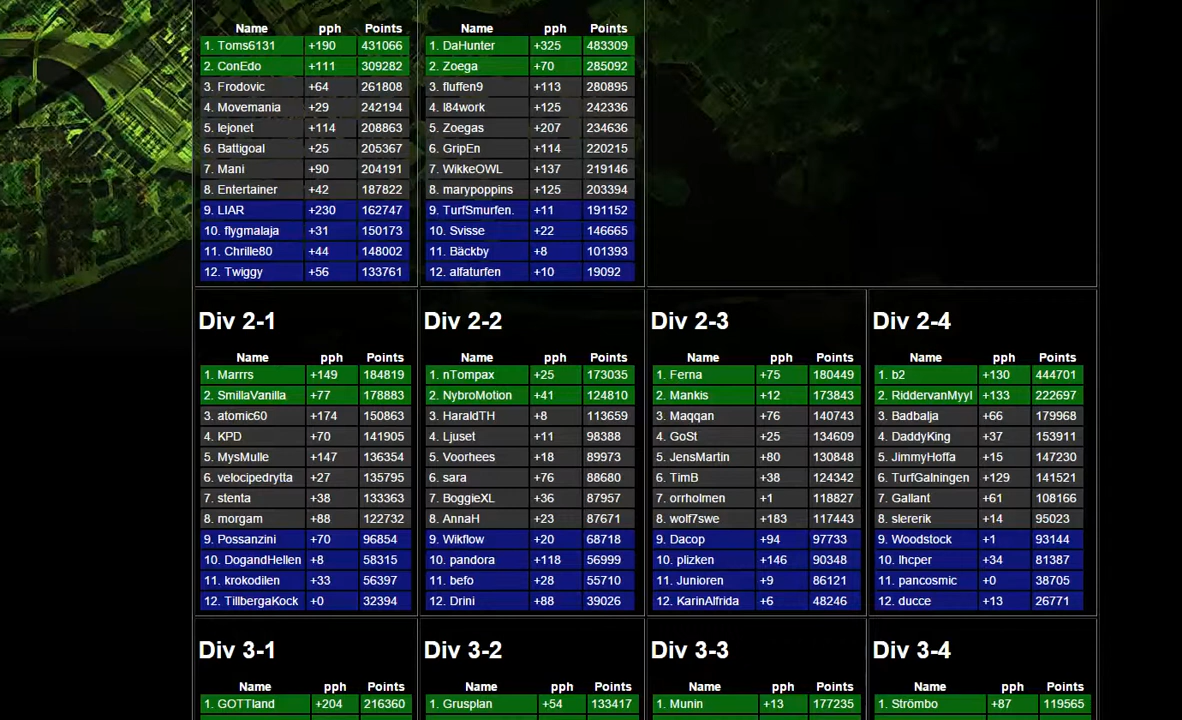 Name pph Points
1. Toms6131 +190 431066
2. ConEdo +111 309282
3. Frodovic +64 261808
4. Movemania +29 242194
5. lejonet +114 208863
6. Battigoal +25 205367
7. Mani +90 204191
8. Entertainer +42 187822
9. LIAR +230 162747
10. flygmalaja +31 150173
11. Chrille80 +44 148002
12. Twiggy +56 133761
Name pph Points
1. DaHunter +325 483309
2. Zoega +70 285092
3. fluffen9 +113 280895
4. l84work +125 242336
5. Zoegas +207 234636
6. GripEn +114 220215
7. WikkeOWL +137 219146
8. marypoppins +125 203394
9. TurfSmurfen. +11 191152
10. Svisse +22 146665
11. Bäckby +8 101393
12. alfaturfen +10 19092
Div 2-1
Name pph Points
1. Marrrs +149 184819
2. SmillaVanilla +77 178883
3. atomic60 +174 150863
4. KPD +70 141905
5. MysMulle +147 136354
6. velocipedrytta +27 135795
7. stenta +38 133363
8. morgam +88 122732
9. Possanzini +70 96854
10. DogandHellen +8 58315
11. krokodilen +33 56397
12. TillbergaKock +0 32394
Div 2-2
Name pph Points
1. nTompax +25 173035
2. NybroMotion +41 124810
3. HaraldTH +8 113659
4. Ljuset +11 98388
5. Voorhees +18 89973
6. sara +76 88680
7. BoggieXL +36 87957
8. AnnaH +23 87671
9. Wikflow +20 68718
10. pandora +118 56999
11. befo +28 55710
12. Drini +88 39026
Div 2-3
Name pph Points
1. Ferna +75 180449
2. Mankis +12 173843
3. Maqqan +76 140743
4. GoSt +25 134609
5. JensMartin +80 130848
6. TimB +38 124342
7. orrholmen +1 118827
8. wolf7swe +183 117443
9. Dacop +94 97733
10. plizken +146 90348
11. Junioren +9 86121
12. KarinAlfrida +6 48246
Div 2-4
Name pph Points
1. b2 +130 444701
2. RiddervanMyyl +133 222697
3. Badbalja +66 179968
4. DaddyKing +37 153911
5. JimmyHoffa +15 147230
6. TurfGalningen +129 141521
7. Gallant +61 108166
8. slererik +14 95023
9. Woodstock +1 93144
10. lhcper +34 81387
11. pancosmic +0 38705
12. ducce +13 26771
Div 3-1
Name pph Points
1. GOTTland +204 216360
Div 3-2
Name pph Points
1. Grusplan +54 133417
Div 3-3
Name pph Points
1. Munin +13 177235
Div 3-4
Name pph Points
1. Strömbo +87 119565